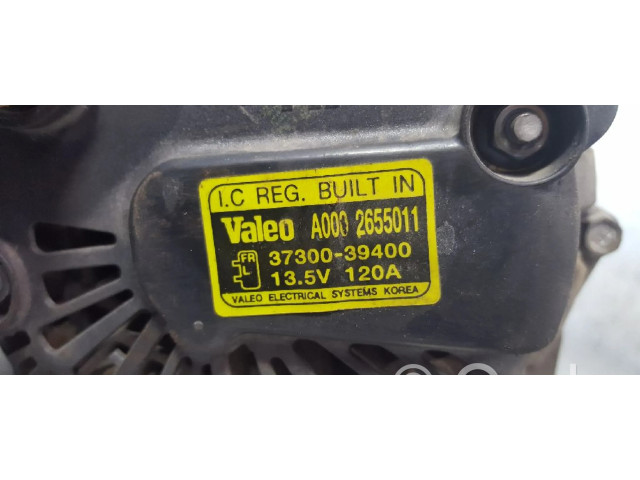 I.C REG. BUILT IN
Valeo A000 2655011
37300-39400
FR
L
13.5V 120A
VALEO ELECTRICAL SYSTEMS KOREA